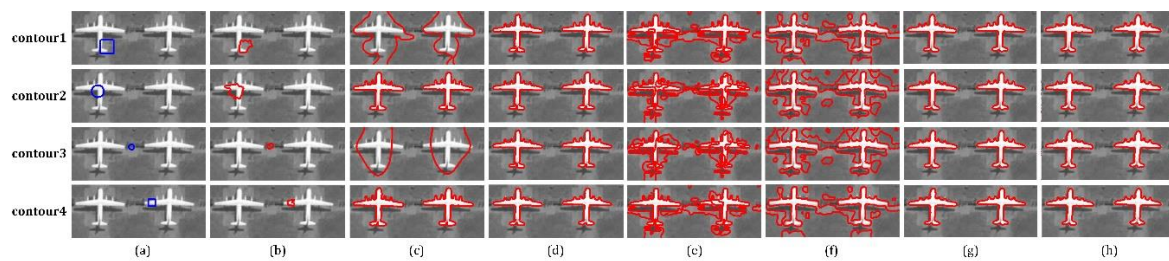 contour1
contour2
contour3
contour4
(a) (b) (c) (d) (e) (f) (g) (h)